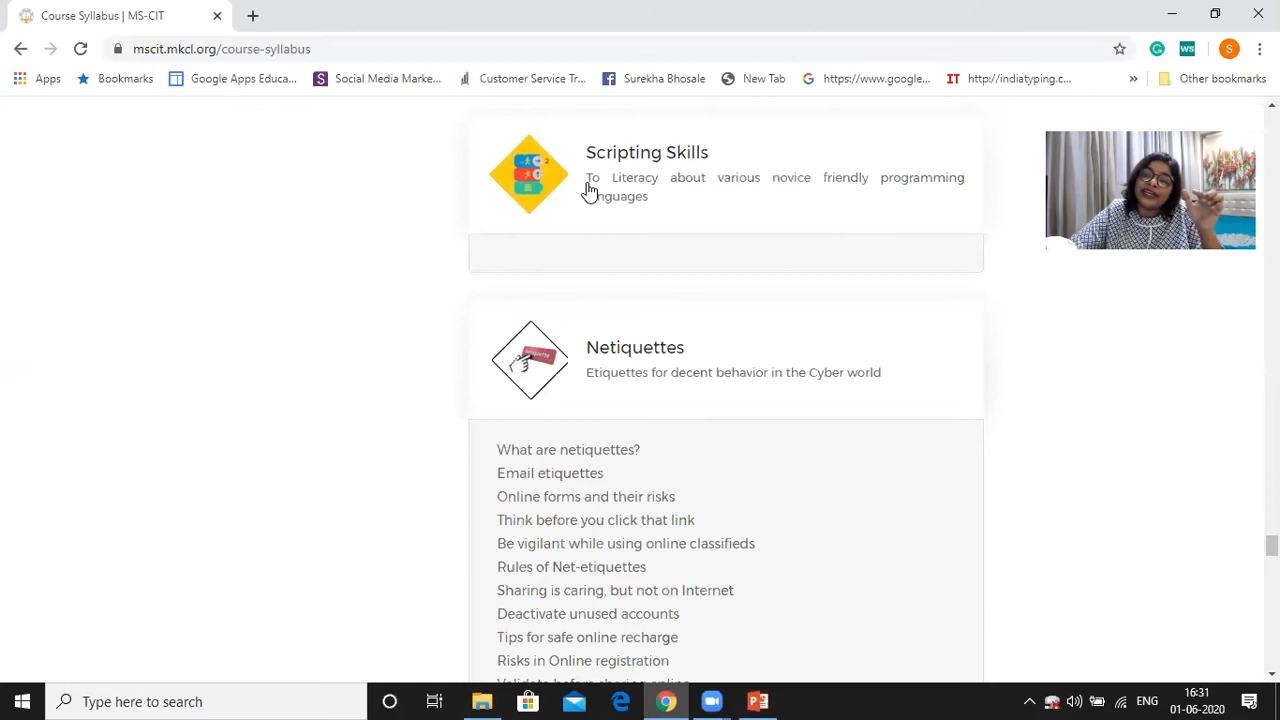 Course Syllabus | MS-CIT
mscit.mkcl.org/course-syllabus
WS
S
Apps
Bookmarks
Google Apps Educa...
Social Media Marke...
Customer Service Tr...
Surekha Bhosale
New Tab
https://www.google...
http://indiatyping.c...
Other bookmarks
Scripting Skills
To Literacy about various novice friendly programming
nguages
Netiquettes
Etiquettes for decent behavior in the Cyber world
What are netiquettes?
Email etiquettes
Online forms and their risks
Think before you click that link
Be vigilant while using online classifieds
Rules of Net-etiquettes
Sharing is caring, but not on Internet
Deactivate unused accounts
Tips for safe online recharge
Risks in Online registration
Validate before sharing online
Type here to search
ENG
16:31
01-06-2020